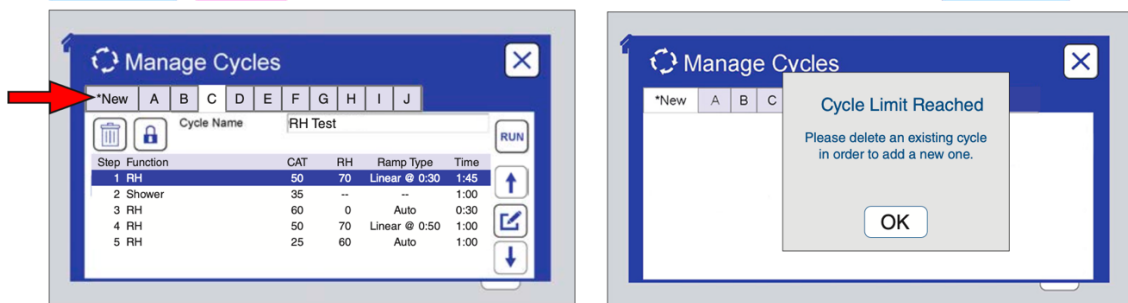 Manage Cycles
*New A B C D E F G H I J
Cycle Name RH Test
RUN
Step Function CAT RH Ramp Type Time
1 RH 50 70 Linear @ 0:30 1:45
2 Shower 35 -- -- 1:00
3 RH 60 0 Auto 0:30
4 RH 50 70 Linear @ 0:50 1:00
5 RH 25 60 Auto 1:00
Manage Cycles
*New A B C
Cycle Limit Reached
Please delete an existing cycle
in order to add a new one.
OK